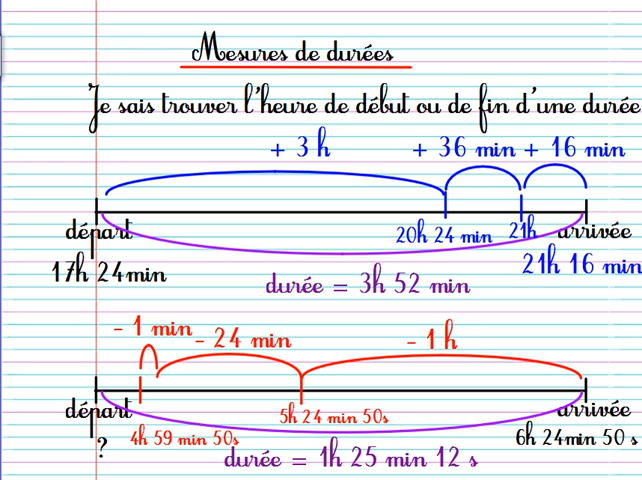 Mesures de durées
Je sais trouver l'heure de début ou de fin d'une durée
+ 3 h + 36 min + 16 min
départ 20h 24 min 21h arrivée
17h 24min 21h 16 min
durée = 3h 52 min
- 1 min - 24 min - 1 h
départ 5h 24 min 50s arrivée
? 4h 59 min 50s 6h 24min 50 s
durée = 1h 25 min 12 s